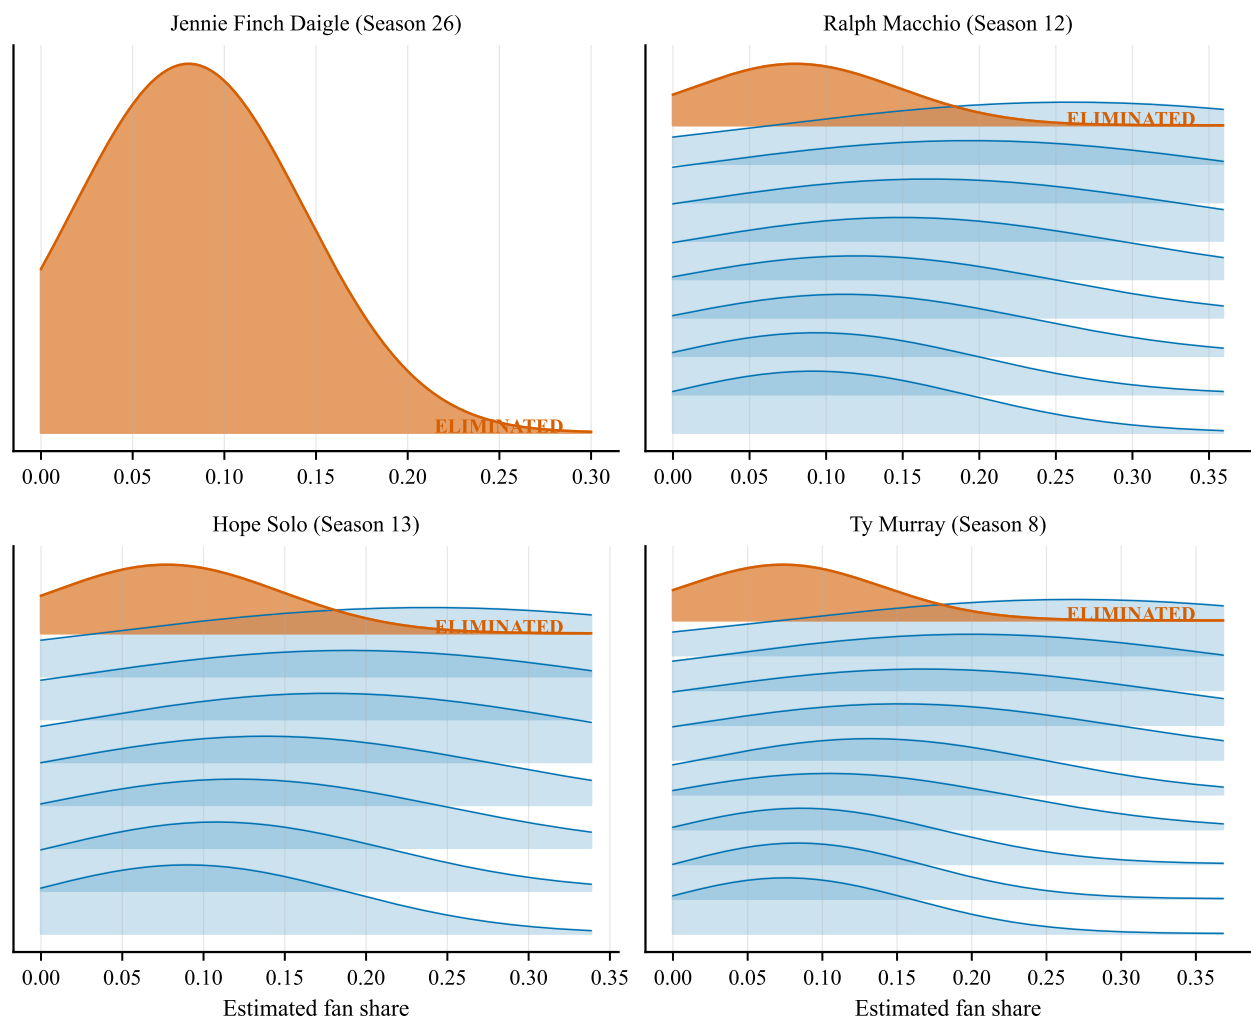 Jennie Finch Daigle (Season 26)
ELIMINATED
0.00 0.05 0.10 0.15 0.20 0.25 0.30
Ralph Macchio (Season 12)
ELIMINATED
0.00 0.05 0.10 0.15 0.20 0.25 0.30 0.35
Hope Solo (Season 13)
ELIMINATED
0.00 0.05 0.10 0.15 0.20 0.25 0.30 0.35
Estimated fan share
Ty Murray (Season 8)
ELIMINATED
0.00 0.05 0.10 0.15 0.20 0.25 0.30 0.35
Estimated fan share